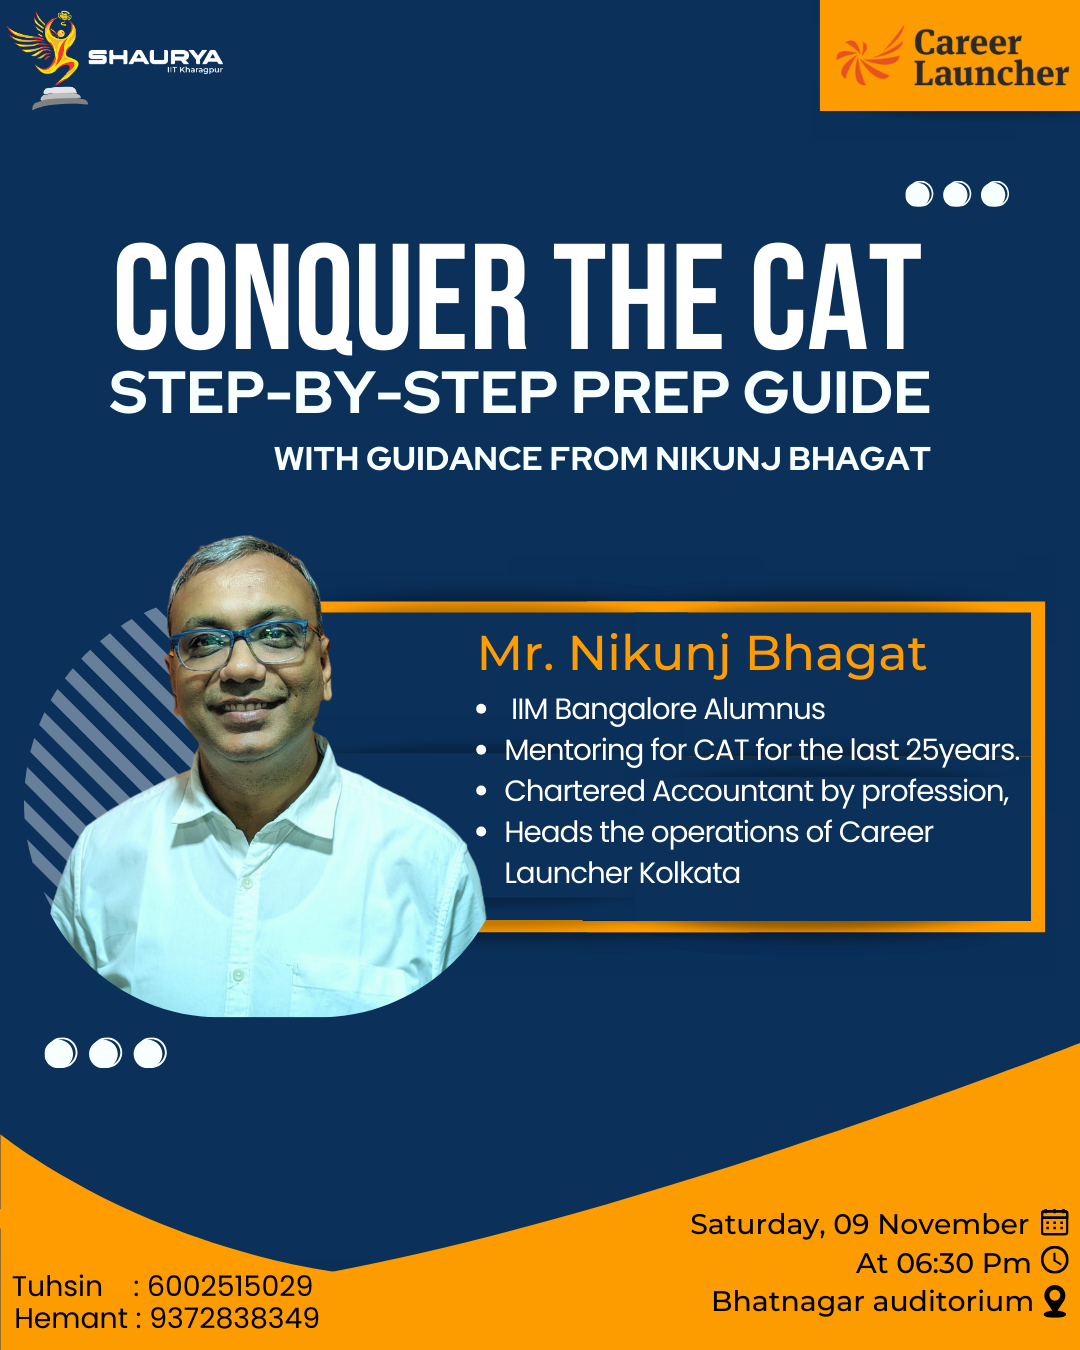 SHAURYA
IIT Kharagpur
Career
Launcher
CONQUER THE CAT
STEP-BY-STEP PREP GUIDE
WITH GUIDANCE FROM NIKUNJ BHAGAT
Mr. Nikunj Bhagat
• IIM Bangalore Alumnus
• Mentoring for CAT for the last 25years.
• Chartered Accountant by profession,
• Heads the operations of Career
Launcher Kolkata
Saturday, 09 November
At 06:30 Pm
Bhatnagar auditorium
Tuhsin : 6002515029
Hemant : 9372838349